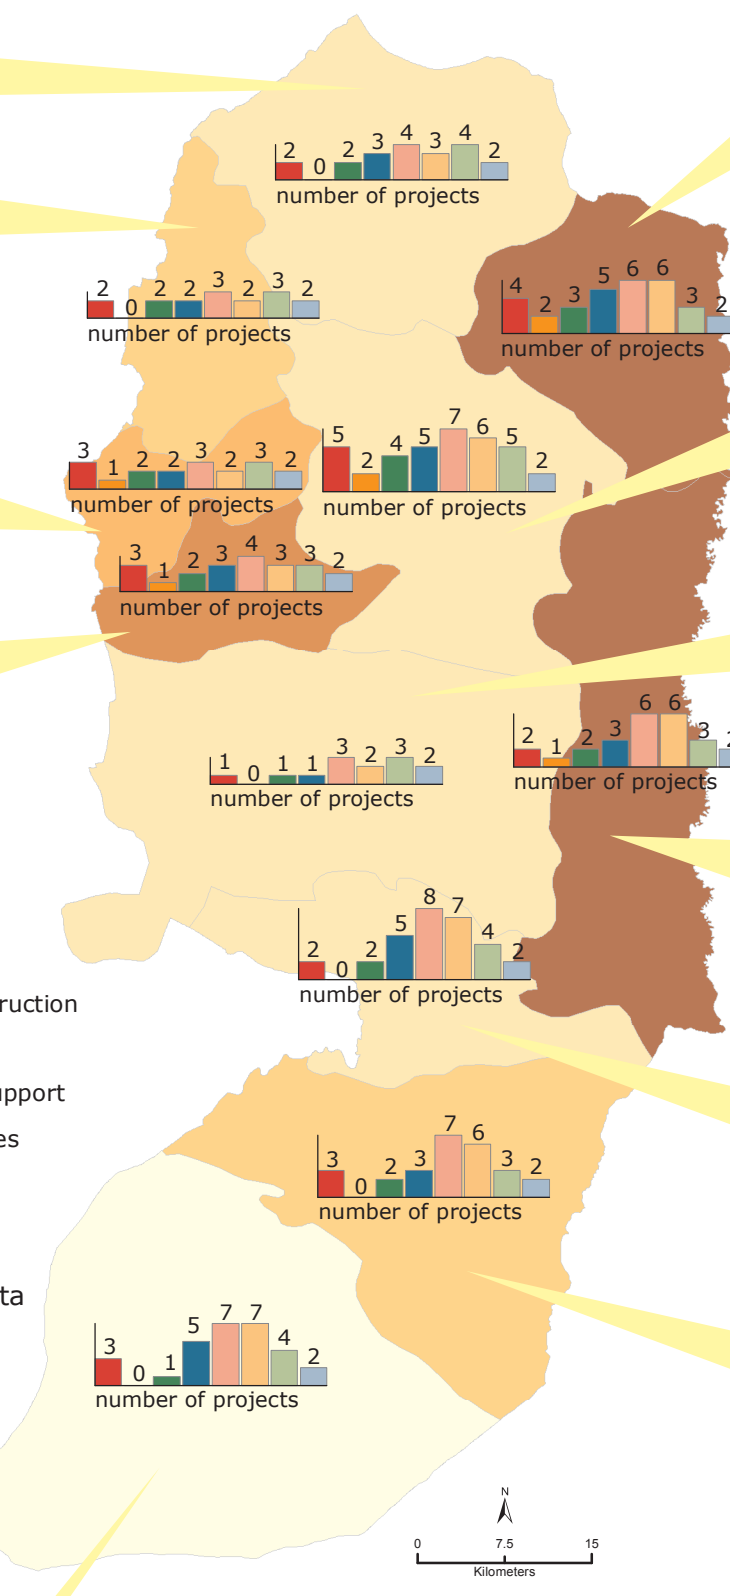 2 0 2 3 4 3 4 2
number of projects
2 0 2 2 3 2 3 2
number of projects
4 2 3 5 6 6 3 2
number of projects
5 2 4 5 7 6 5 2
number of projects
3 1 2 2 3 2 3 2
number of projects
3 1 2 3 4 3 3 2
number of projects
2 1 2 3 6 6 3
number of projects
1 0 1 1 3 2 3 2
number of projects
2 0 2 5 8 7 4 2
number of projects
ruction
upport
es
3 0 2 3 7 6 3 2
number of projects
ta
3 0 1 5 7 7 4 2
number of projects
N
0 7.5 15
Kilometers